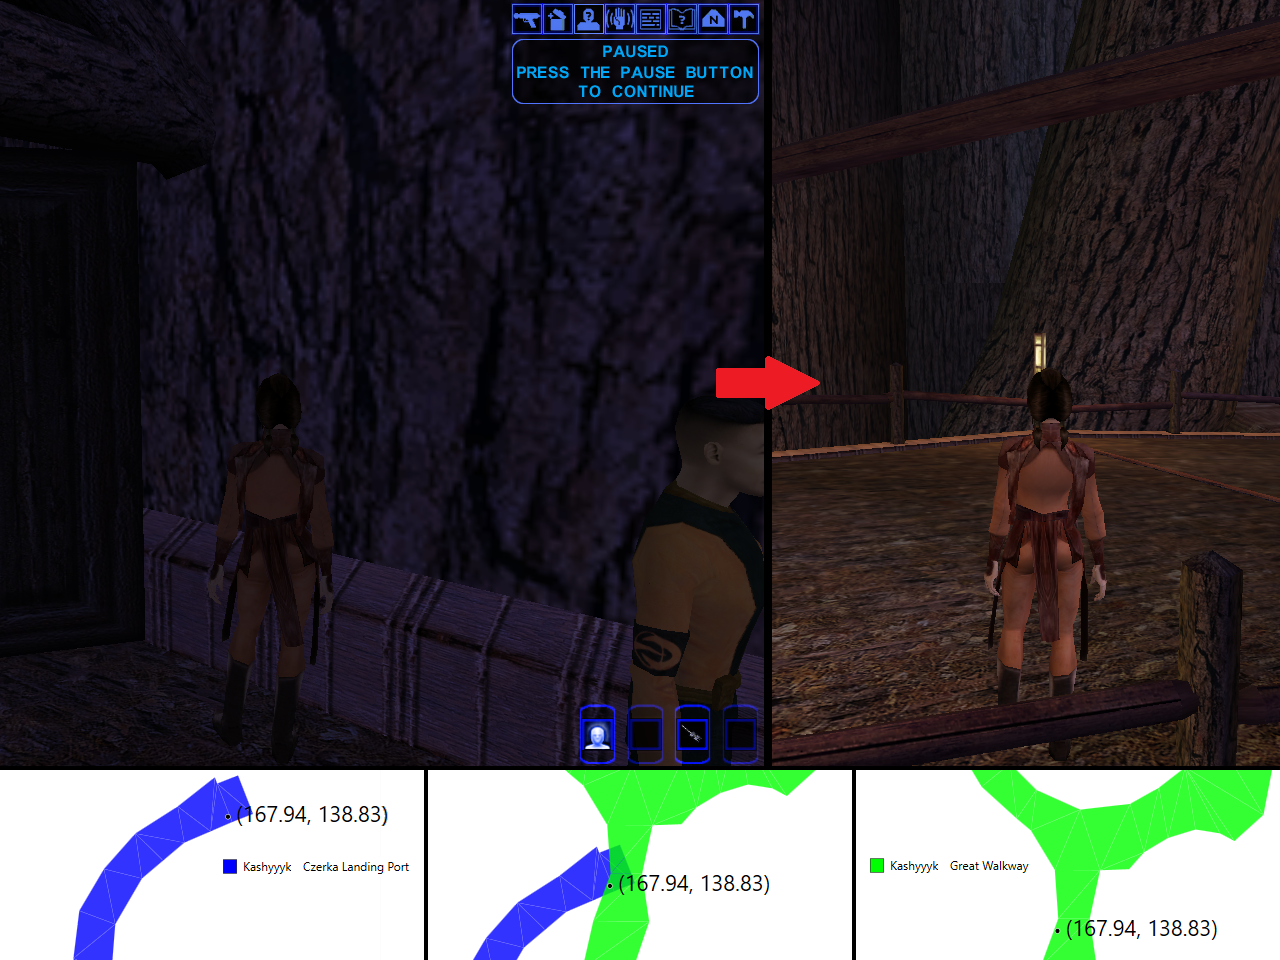 PAUSED
PRESS THE PAUSE BUTTON
TO CONTINUE
(167.94, 138.83)
Kashyyyk Czerka Landing Port
(167.94, 138.83)
Kashyyyk Great Walkway
(167.94, 138.83)